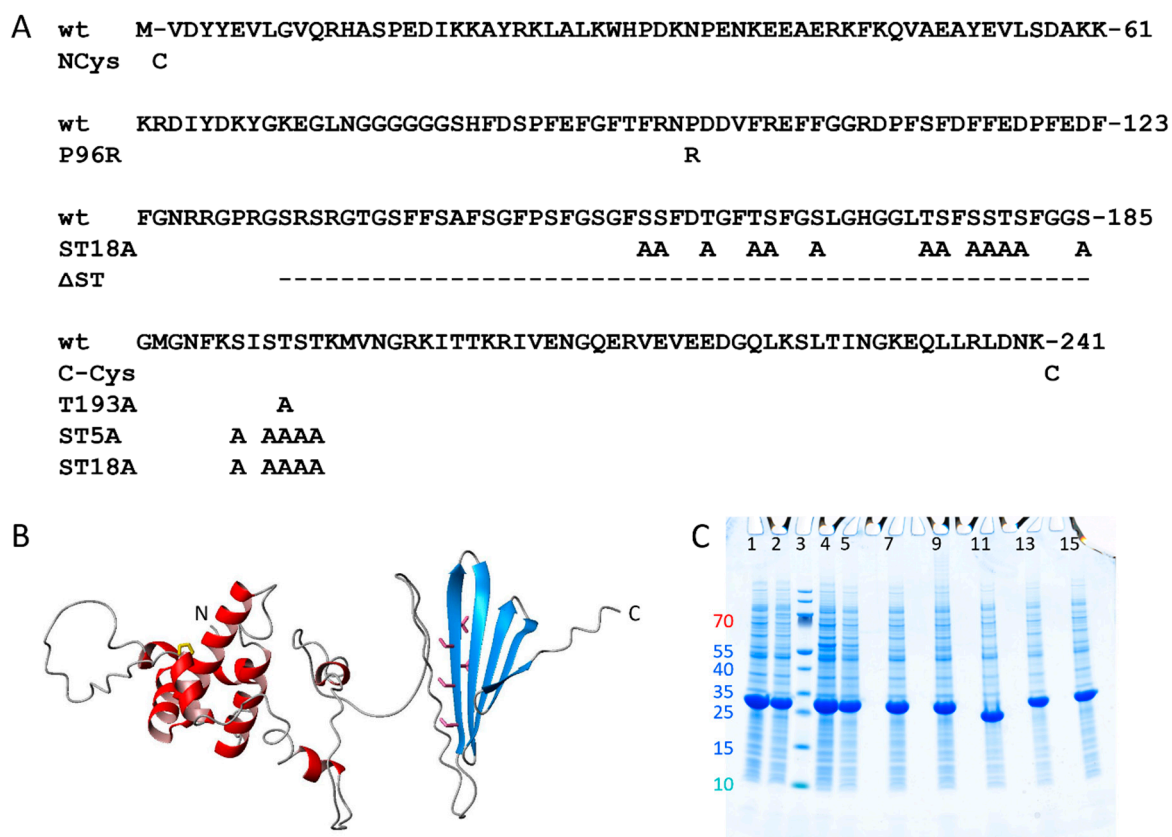 A
wt M-VDYYEVLGVQRHASPEDIKKAYRKLALKWHPDKNPENKEEAERKFKQVAEAYEVLSDAKK-61
NCys C
wt KRDIYDKYGKEGLNGGGGGGSHFDSPFEFGFTFRNPDDVFREFFGGRDPFSFDFFEDPFEDF-123
P96R R
wt FGNRRGPRGSRSRGTGSFFSAFSGFPSFGSGFSSFDTGFTSFGSLGHGGLTSFSSTSFGGS-185
ST18A AA A AA A AA AAAA A
ΔST ----------------------------------------------------
wt GMGNFKSISTSTKMVNGRKITTKRIVENGQERVEVEEDGQLKSLTINGKEQLLRLDNK-241
C-Cys C
T193A A
ST5A A AAAA
ST18A A AAAA
B
N
C
C
1 2 3 4 5 7 9 11 13 15
70
55
40
35
25
15
10